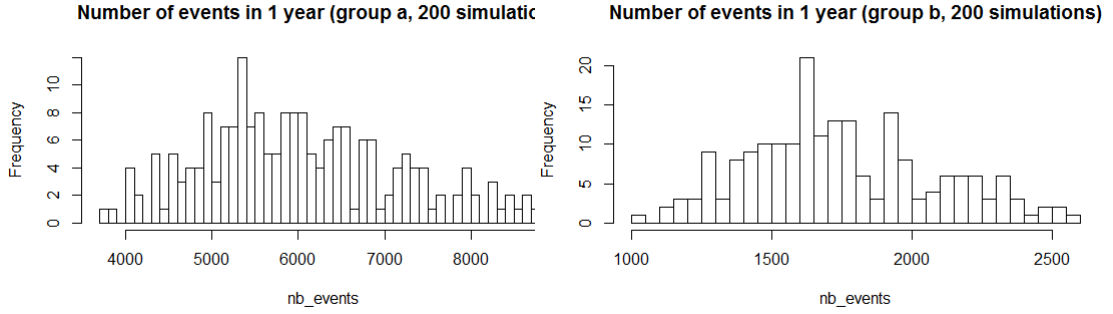 Number of events in 1 year (group a, 200 simulatio
Frequency
0 2 4 6 8 10
4000 5000 6000 7000 8000
nb_events
Number of events in 1 year (group b, 200 simulations)
Frequency
0 5 10 15 20
1000 1500 2000 2500
nb_events